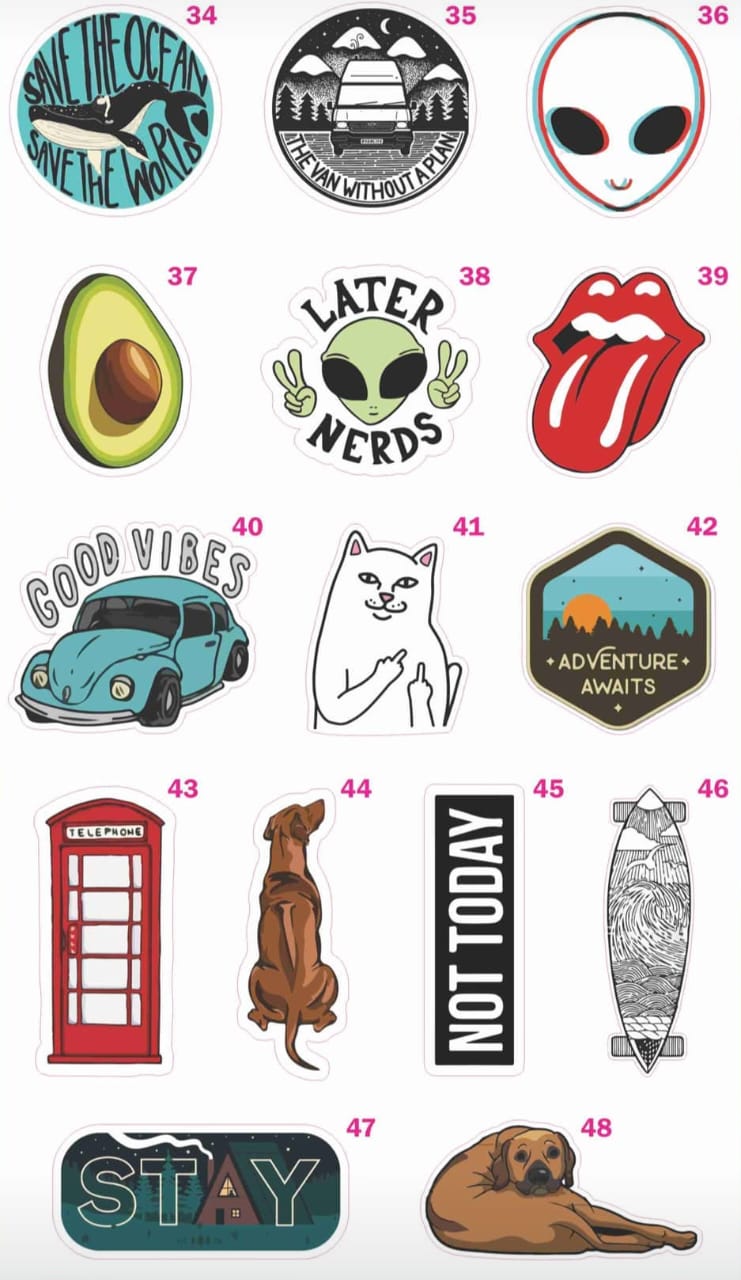 34
SAVE THE OCEAN
SAVE THE WORLD
35
THE VAN WITHOUT A PLAN
36
37
38
LATER
NERDS
39
40
GOOD VIBES
41
42
ADVENTURE
AWAITS
43
TELEPHONE
44
45
NOT TODAY
46
47
STAY
48